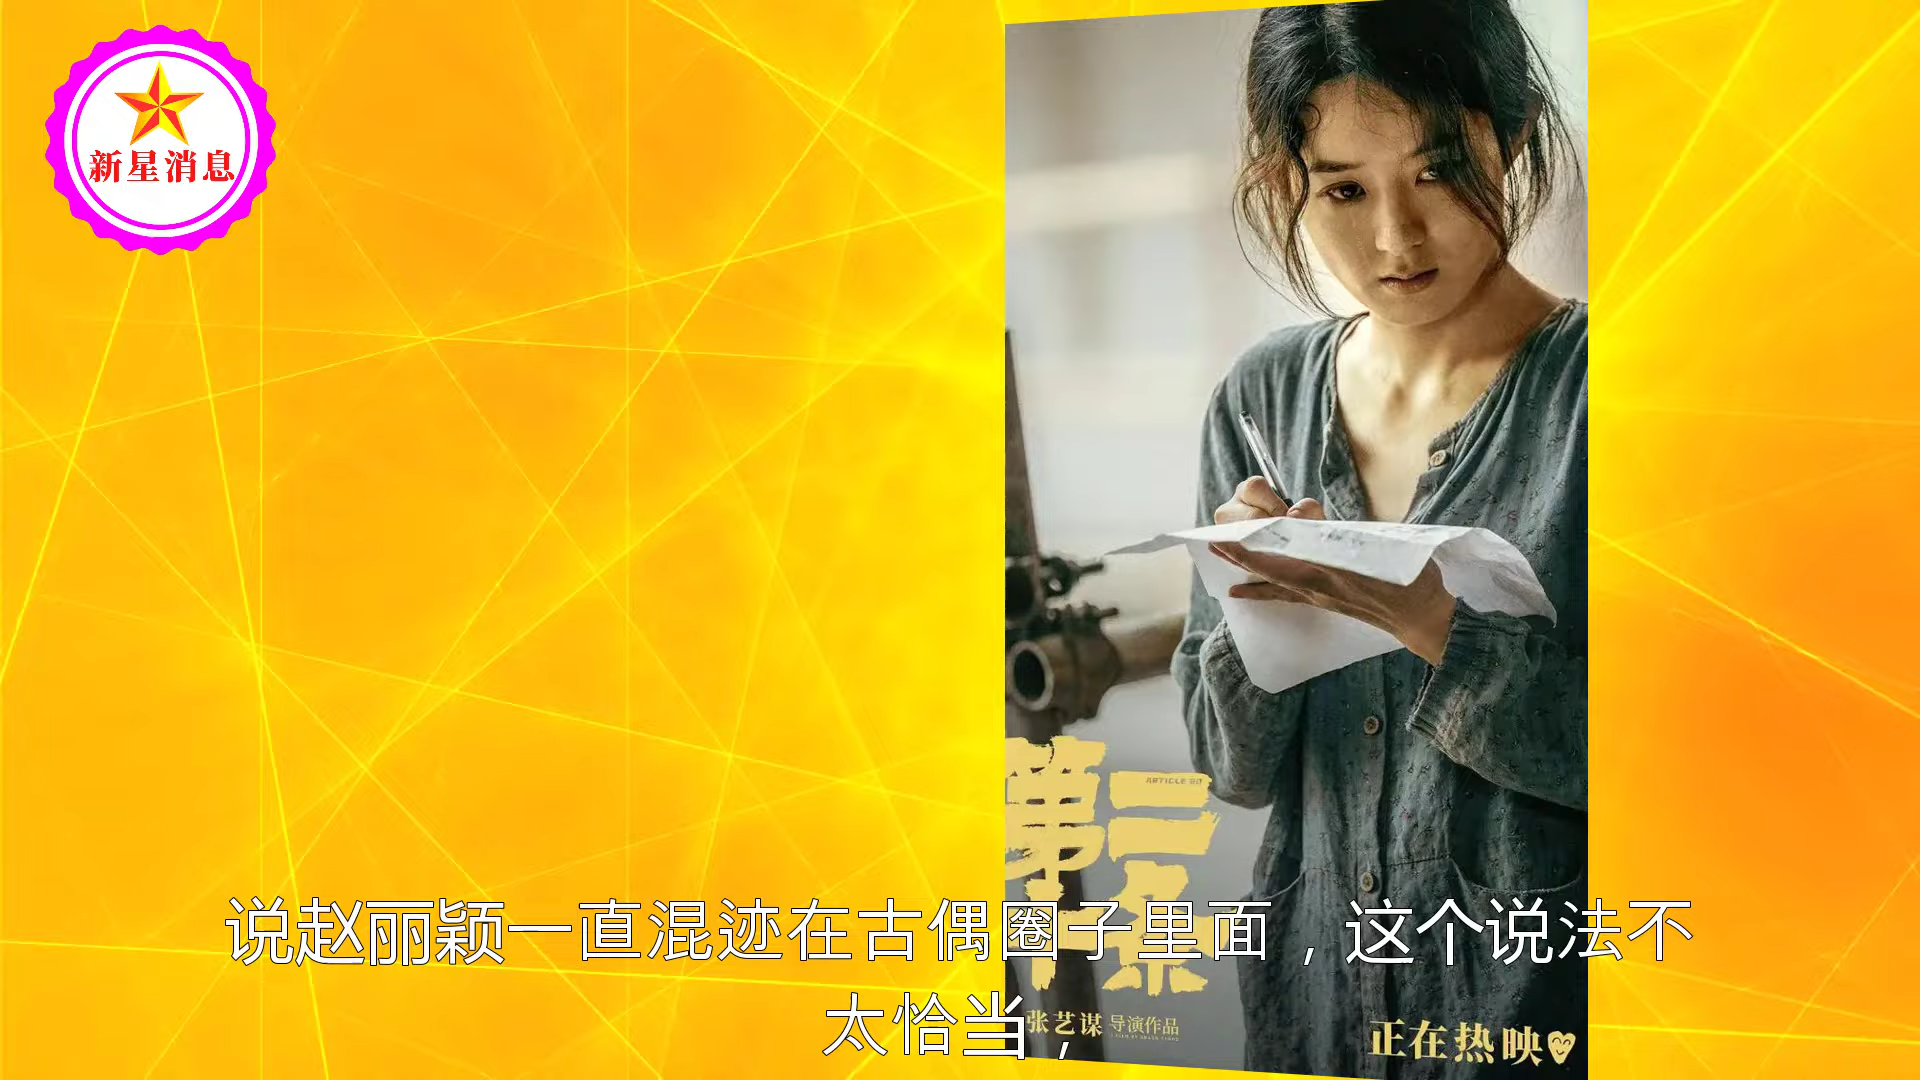 新星消息
ARTICLE 20
第二
十条
张艺谋 导演作品
正在热映
说赵丽颖一直混迹在古偶圈子里面，这个说法不
太恰当，